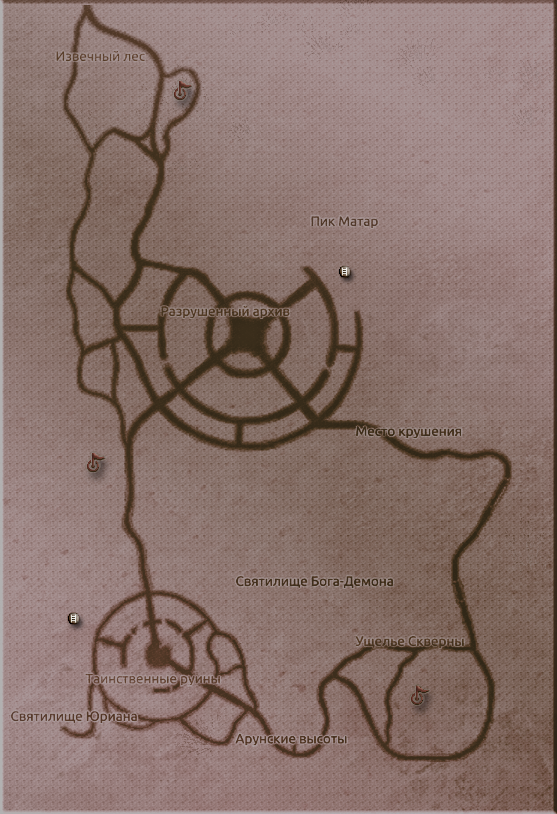 Извечный лес
Пик Матар
Разрушенный архив
Место крушения
Святилище Бога-Демона
Ущелье Скверны
Таинственные руины
Святилище Юриана
Арунские высоты